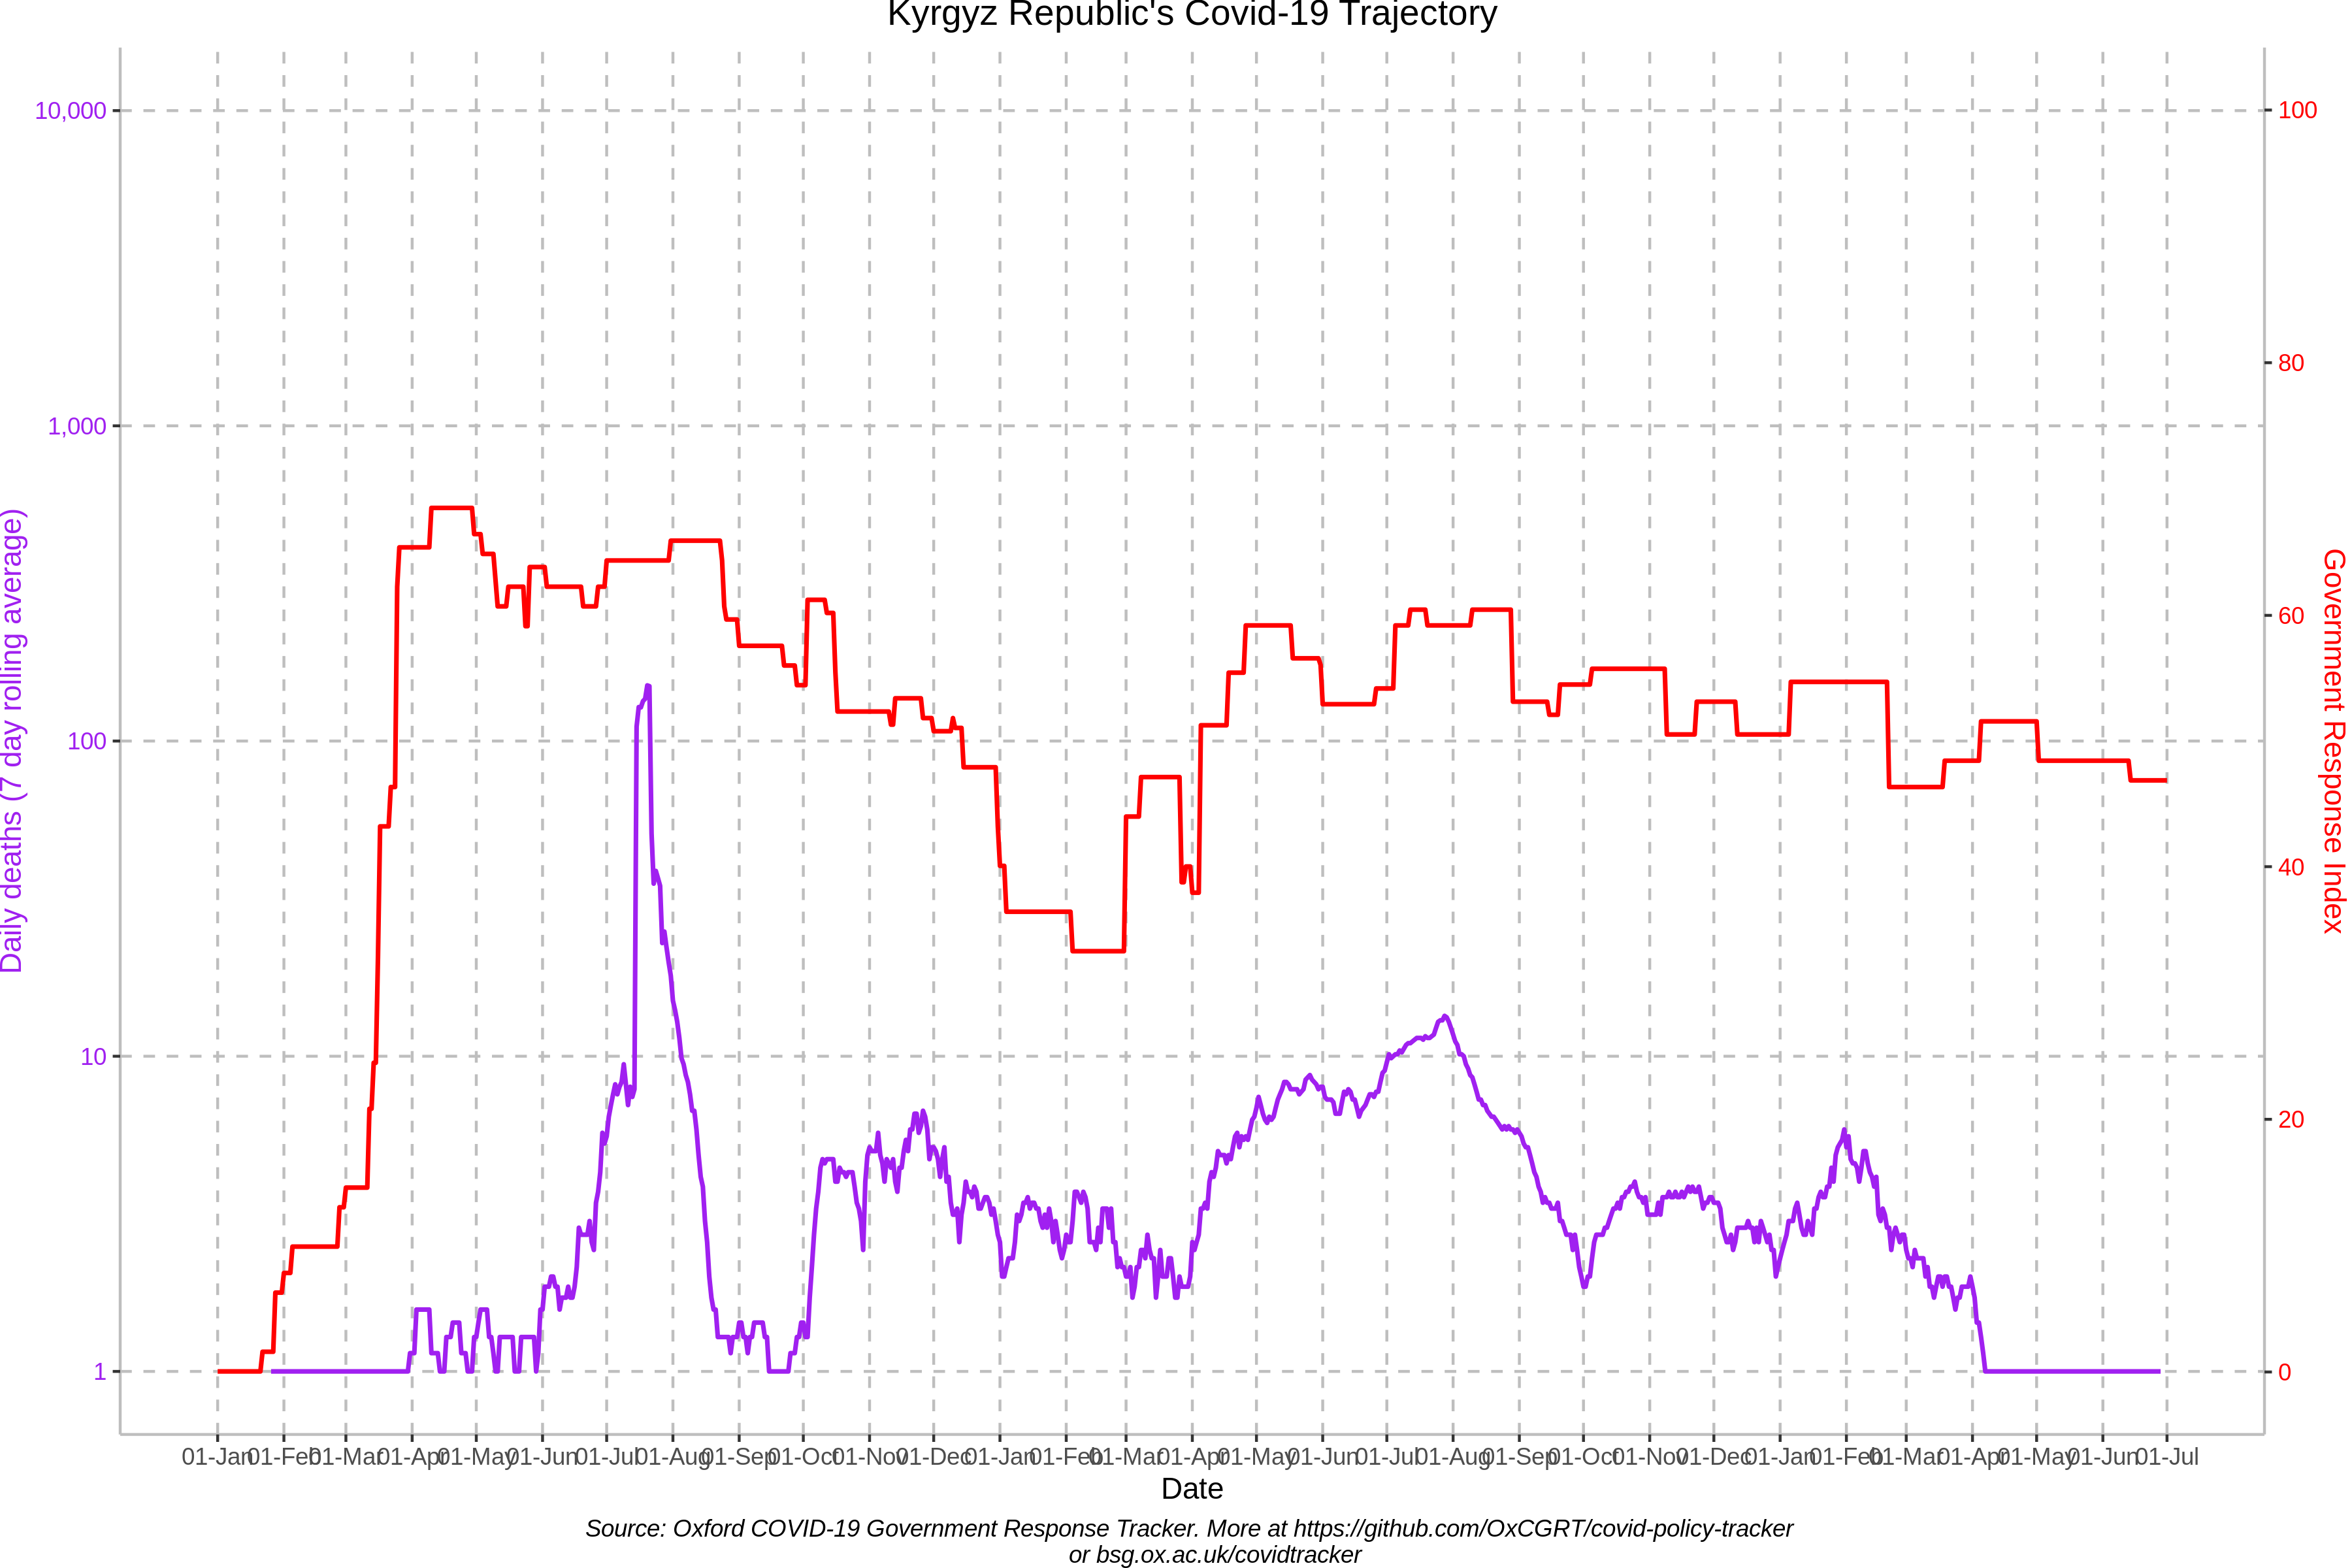 Kyrgyz Republic's Covid-19 Trajectory
10,000
1,000
100
10
1
Daily deaths (7 day rolling average)
100
80
60
40
20
0
Government Response Index
01-Jan 01-Feb 01-Mar 01-Apr 01-May 01-Jun 01-Jul 01-Aug 01-Sep 01-Oct 01-Nov 01-Dec 01-Jan 01-Feb 01-Mar 01-Apr 01-May 01-Jun 01-Jul 01-Aug 01-Sep 01-Oct 01-Nov 01-Dec 01-Jan 01-Feb 01-Mar 01-Apr 01-May 01-Jun 01-Jul
Date
Source: Oxford COVID-19 Government Response Tracker. More at https://github.com/OxCGRT/covid-policy-tracker
or bsg.ox.ac.uk/covidtracker